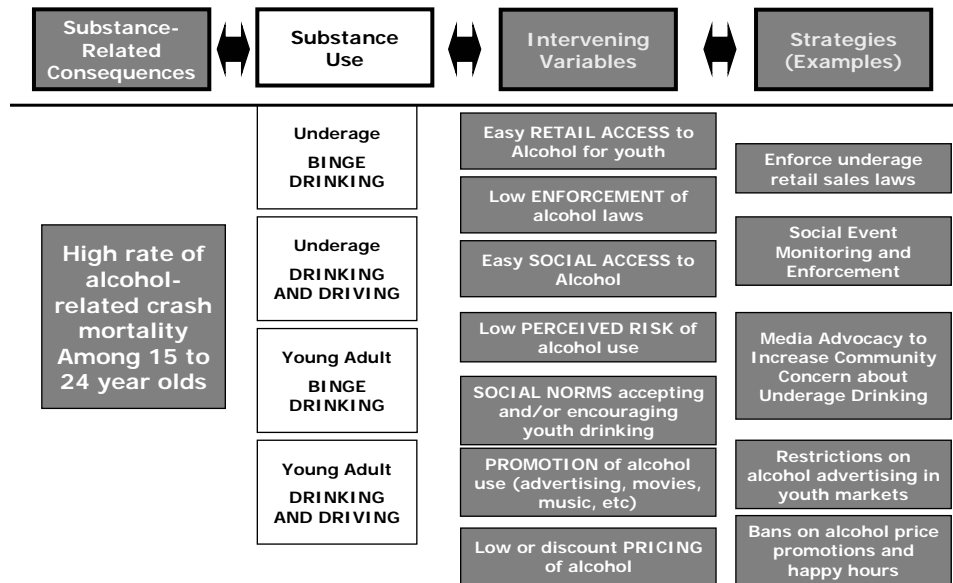 Substance-
Related
Consequences
Substance
Use
Intervening
Variables
Strategies
(Examples)
High rate of
alcohol-
related crash
mortality
Among 15 to
24 year olds
Underage
BINGE
DRINKING
Underage
DRINKING
AND DRIVING
Young Adult
BINGE
DRINKING
Young Adult
DRINKING
AND DRIVING
Easy RETAIL ACCESS to
Alcohol for youth
Low ENFORCEMENT of
alcohol laws
Easy SOCIAL ACCESS to
Alcohol
Low PERCEIVED RISK of
alcohol use
SOCIAL NORMS accepting
and/or encouraging
youth drinking
PROMOTION of alcohol
use (advertising, movies,
music, etc)
Low or discount PRICING
of alcohol
Enforce underage
retail sales laws
Social Event
Monitoring and
Enforcement
Media Advocacy to
Increase Community
Concern about
Underage Drinking
Restrictions on
alcohol advertising in
youth markets
Bans on alcohol price
promotions and
happy hours